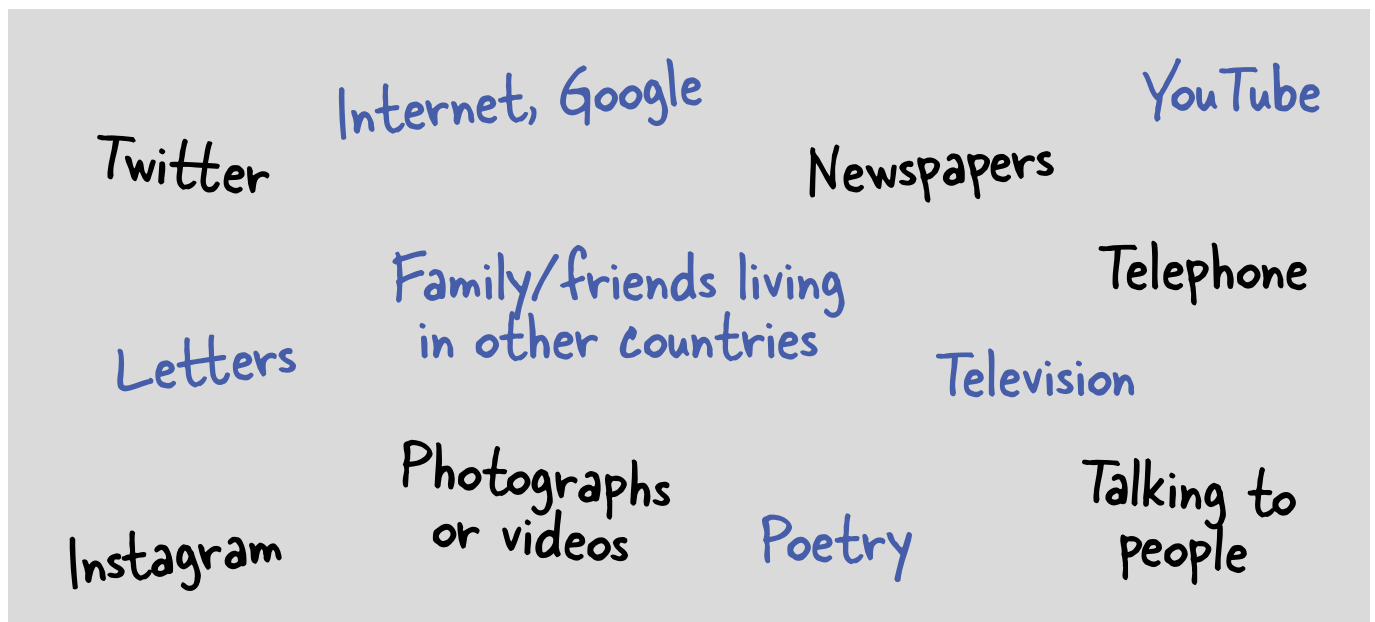 Internet, Google
YouTube
Twitter
Newspapers
Family/friends living
in other countries
Telephone
Letters
Television
Photographs
or videos
Talking to
people
Instagram
Poetry